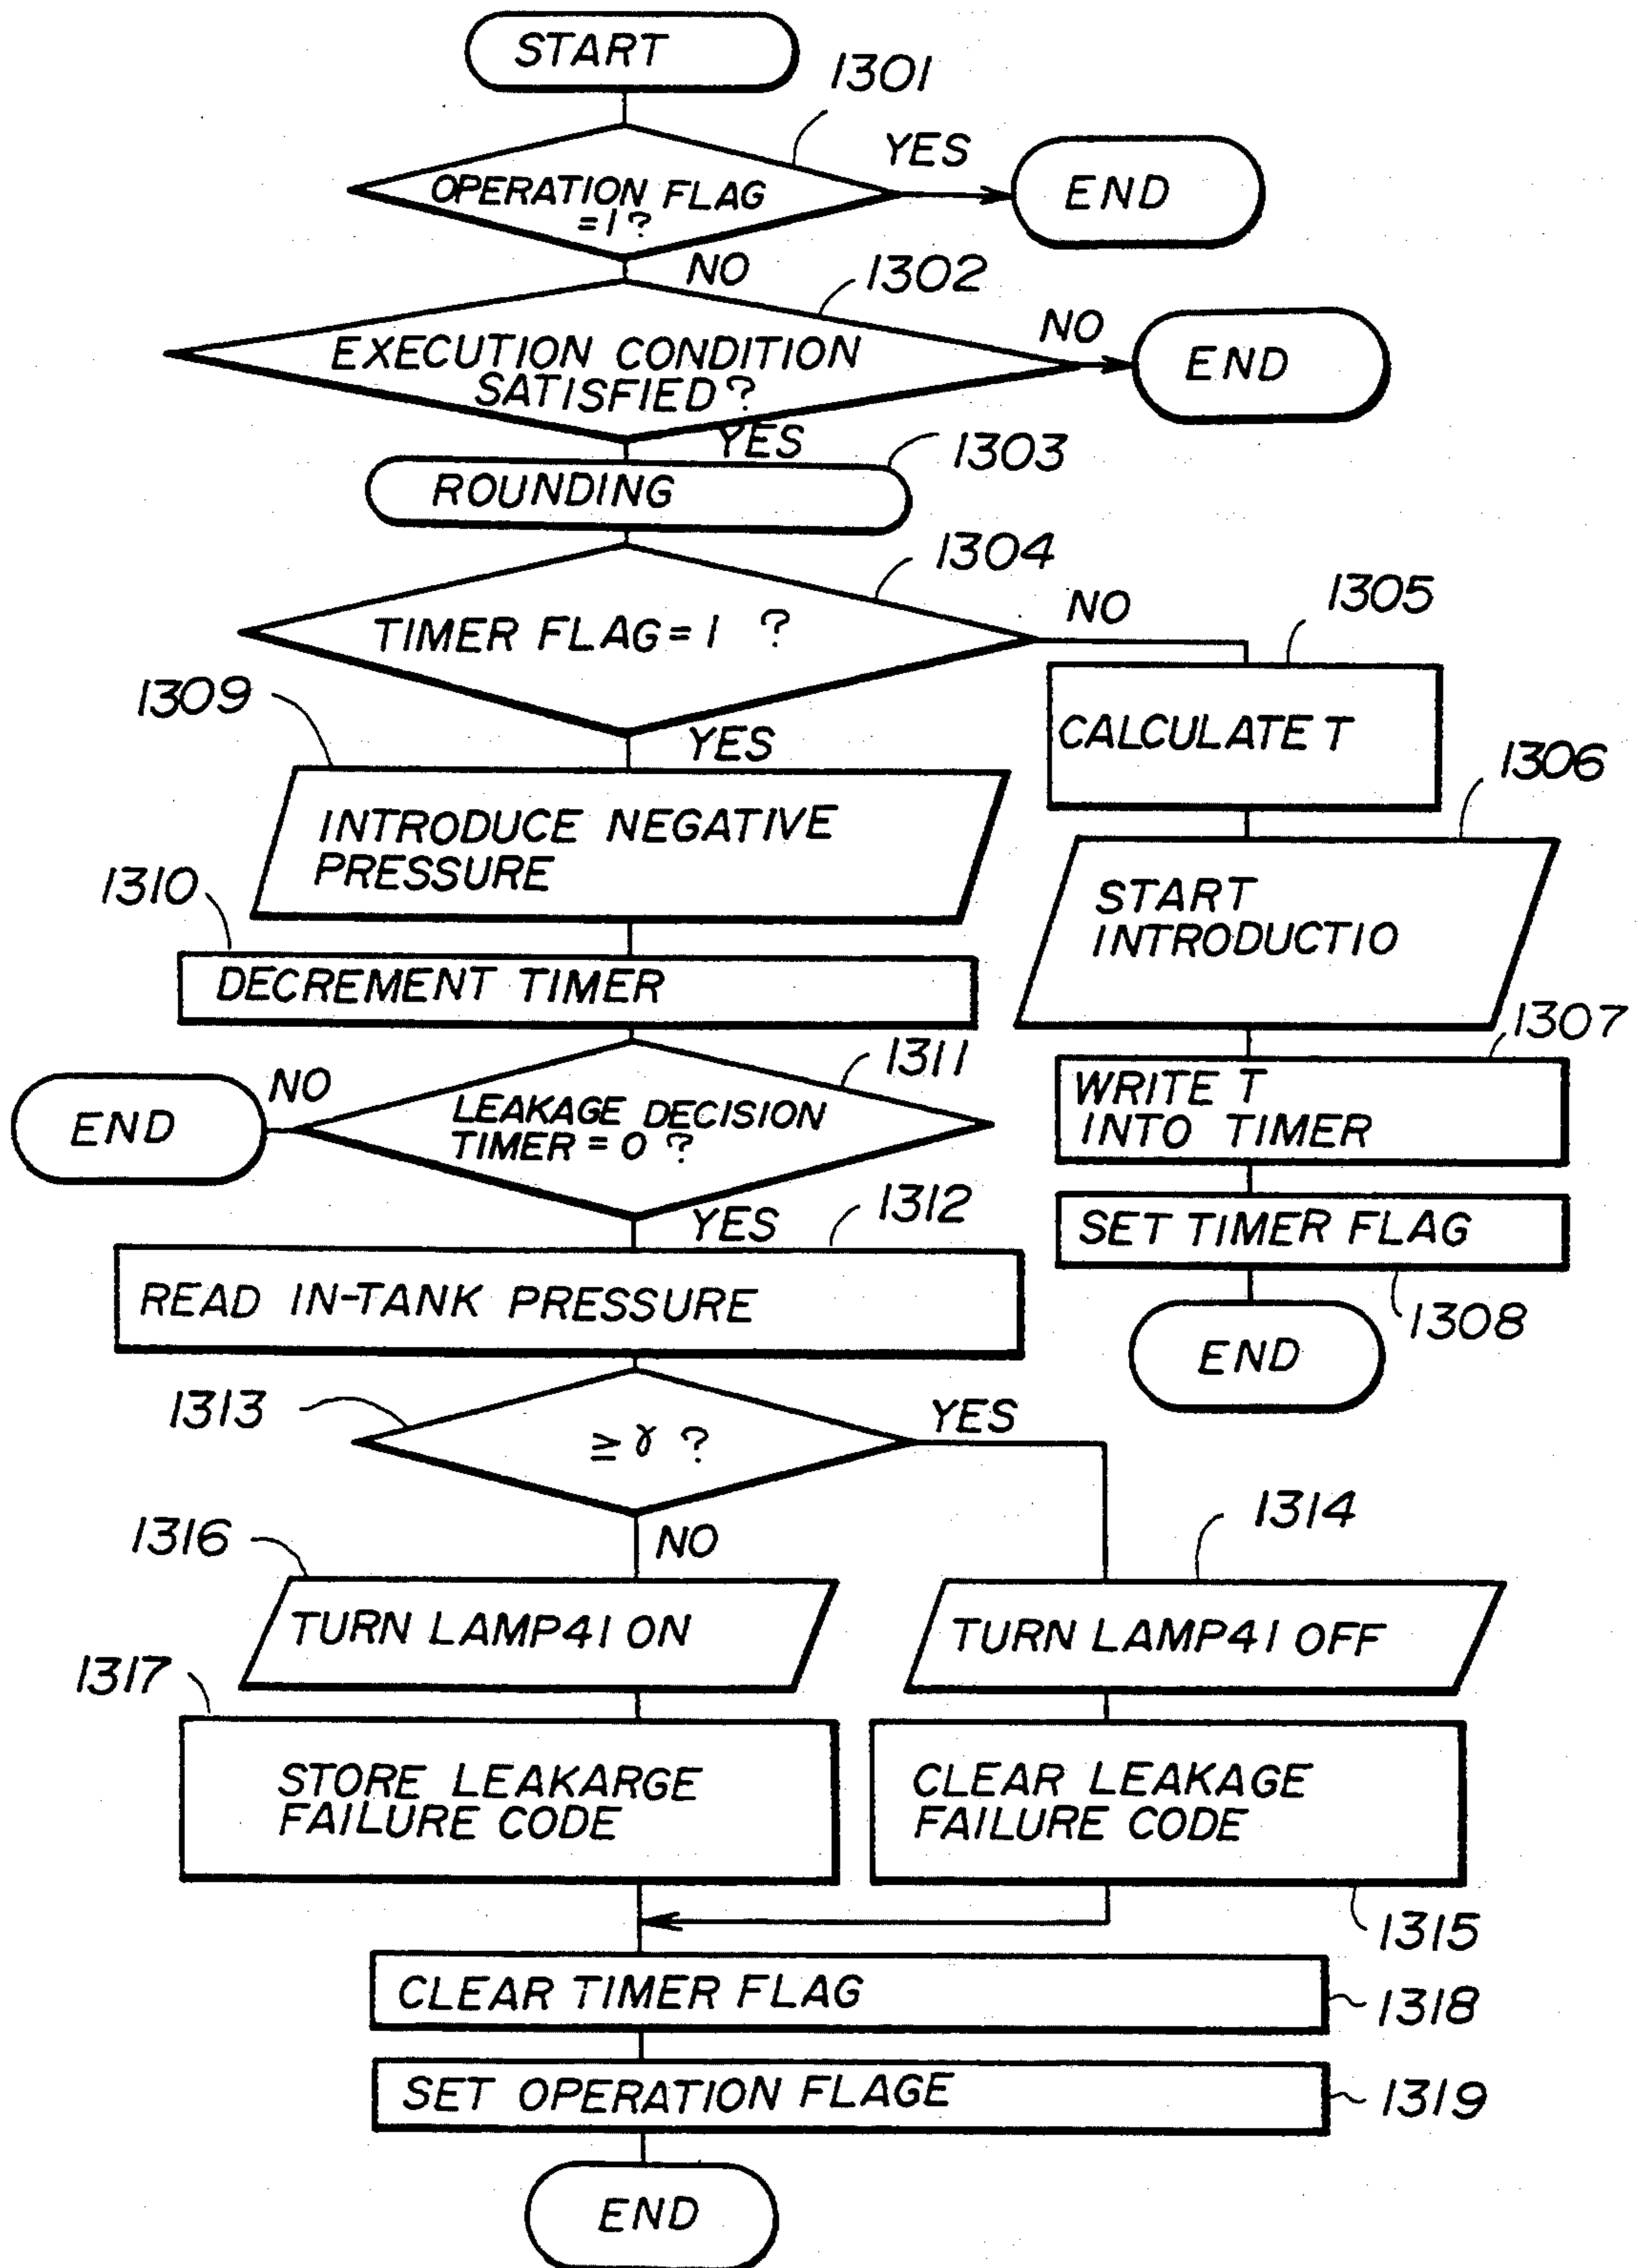 START
1301
OPERATION FLAG
=1?
YES
END
NO
1302
EXECUTION CONDITION
SATISFIED?
NO
END
YES
1303
ROUNDING
1304
TIMER FLAG=1 ?
NO
1305
CALCULATE T
1309
YES
1306
INTRODUCE NEGATIVE
PRESSURE
START
INTRODUCTIO
1310
DECREMENT TIMER
1307
WRITE T
INTO TIMER
1311
NO
END
LEAKAGE DECISION
TIMER=0 ?
YES
1312
SET TIMER FLAG
1308
END
READ IN-TANK PRESSURE
1313
≥ γ ?
YES
NO
1316
1314
TURN LAMP41 ON
TURN LAMP41 OFF
1317
STORE LEAKARGE
FAILURE CODE
CLEAR LEAKAGE
FAILURE CODE
1315
CLEAR TIMER FLAG
1318
SET OPERATION FLAGE
1319
END